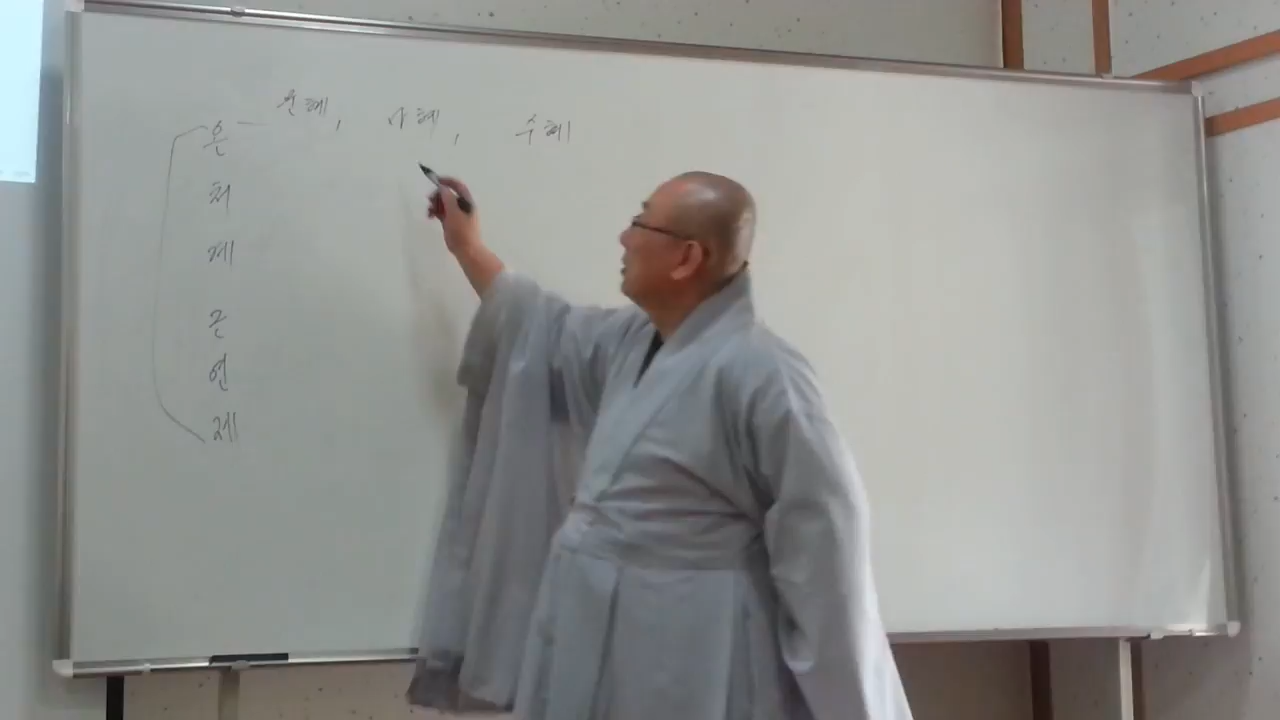 온 – 문혜, 사혜, 수혜
처
계
근
연
제